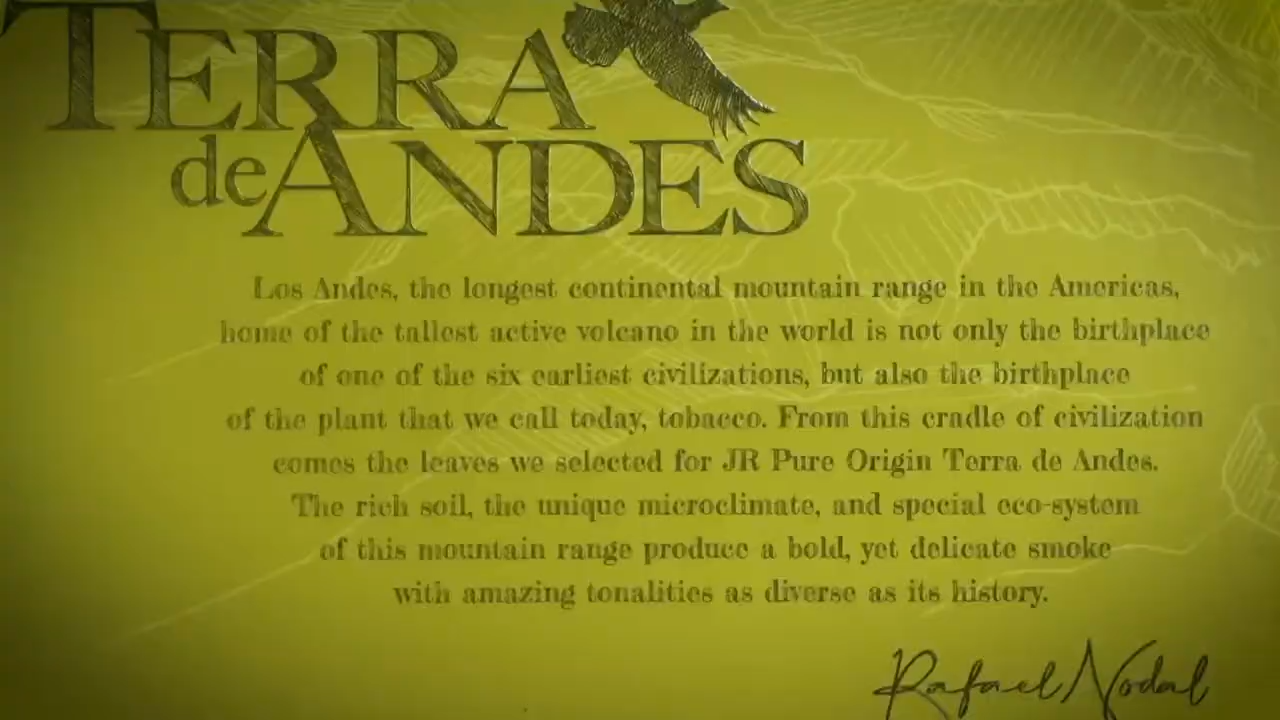 TERRA
de ANDES
Los Andes, the longest continental mountain range in the Americas,
home of the tallest active volcano in the world is not only the birthplace
of one of the six earliest civilizations, but also the birthplace
of the plant that we call today, tobacco. From this cradle of civilization
comes the leaves we selected for JR Pure Origin Terra de Andes.
The rich soil, the unique microclimate, and special eco-system
of this mountain range produce a bold, yet delicate smoke
with amazing tonalities as diverse as its history.
Rafael Nodal